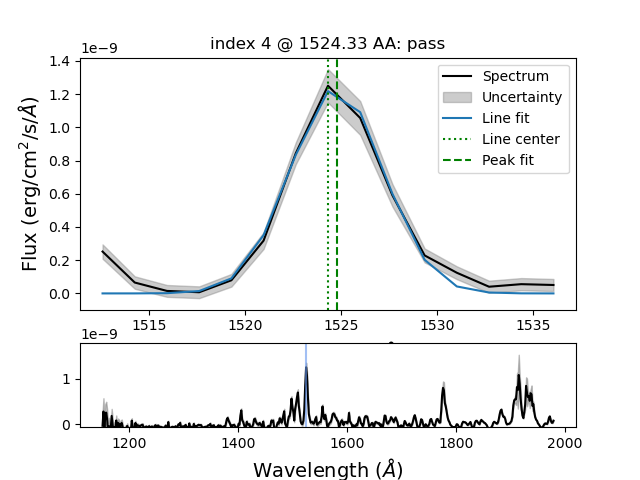 index 4 @ 1524.33 AA: pass
1e−9
Flux (erg/cm²/s/Å)
1.4
1.2
1.0
0.8
0.6
0.4
0.2
0.0
Spectrum
Uncertainty
Line fit
Line center
Peak fit
1515 1520 1525 1530 1535
1e−9
1
0
1200 1400 1600 1800 2000
Wavelength (Å)